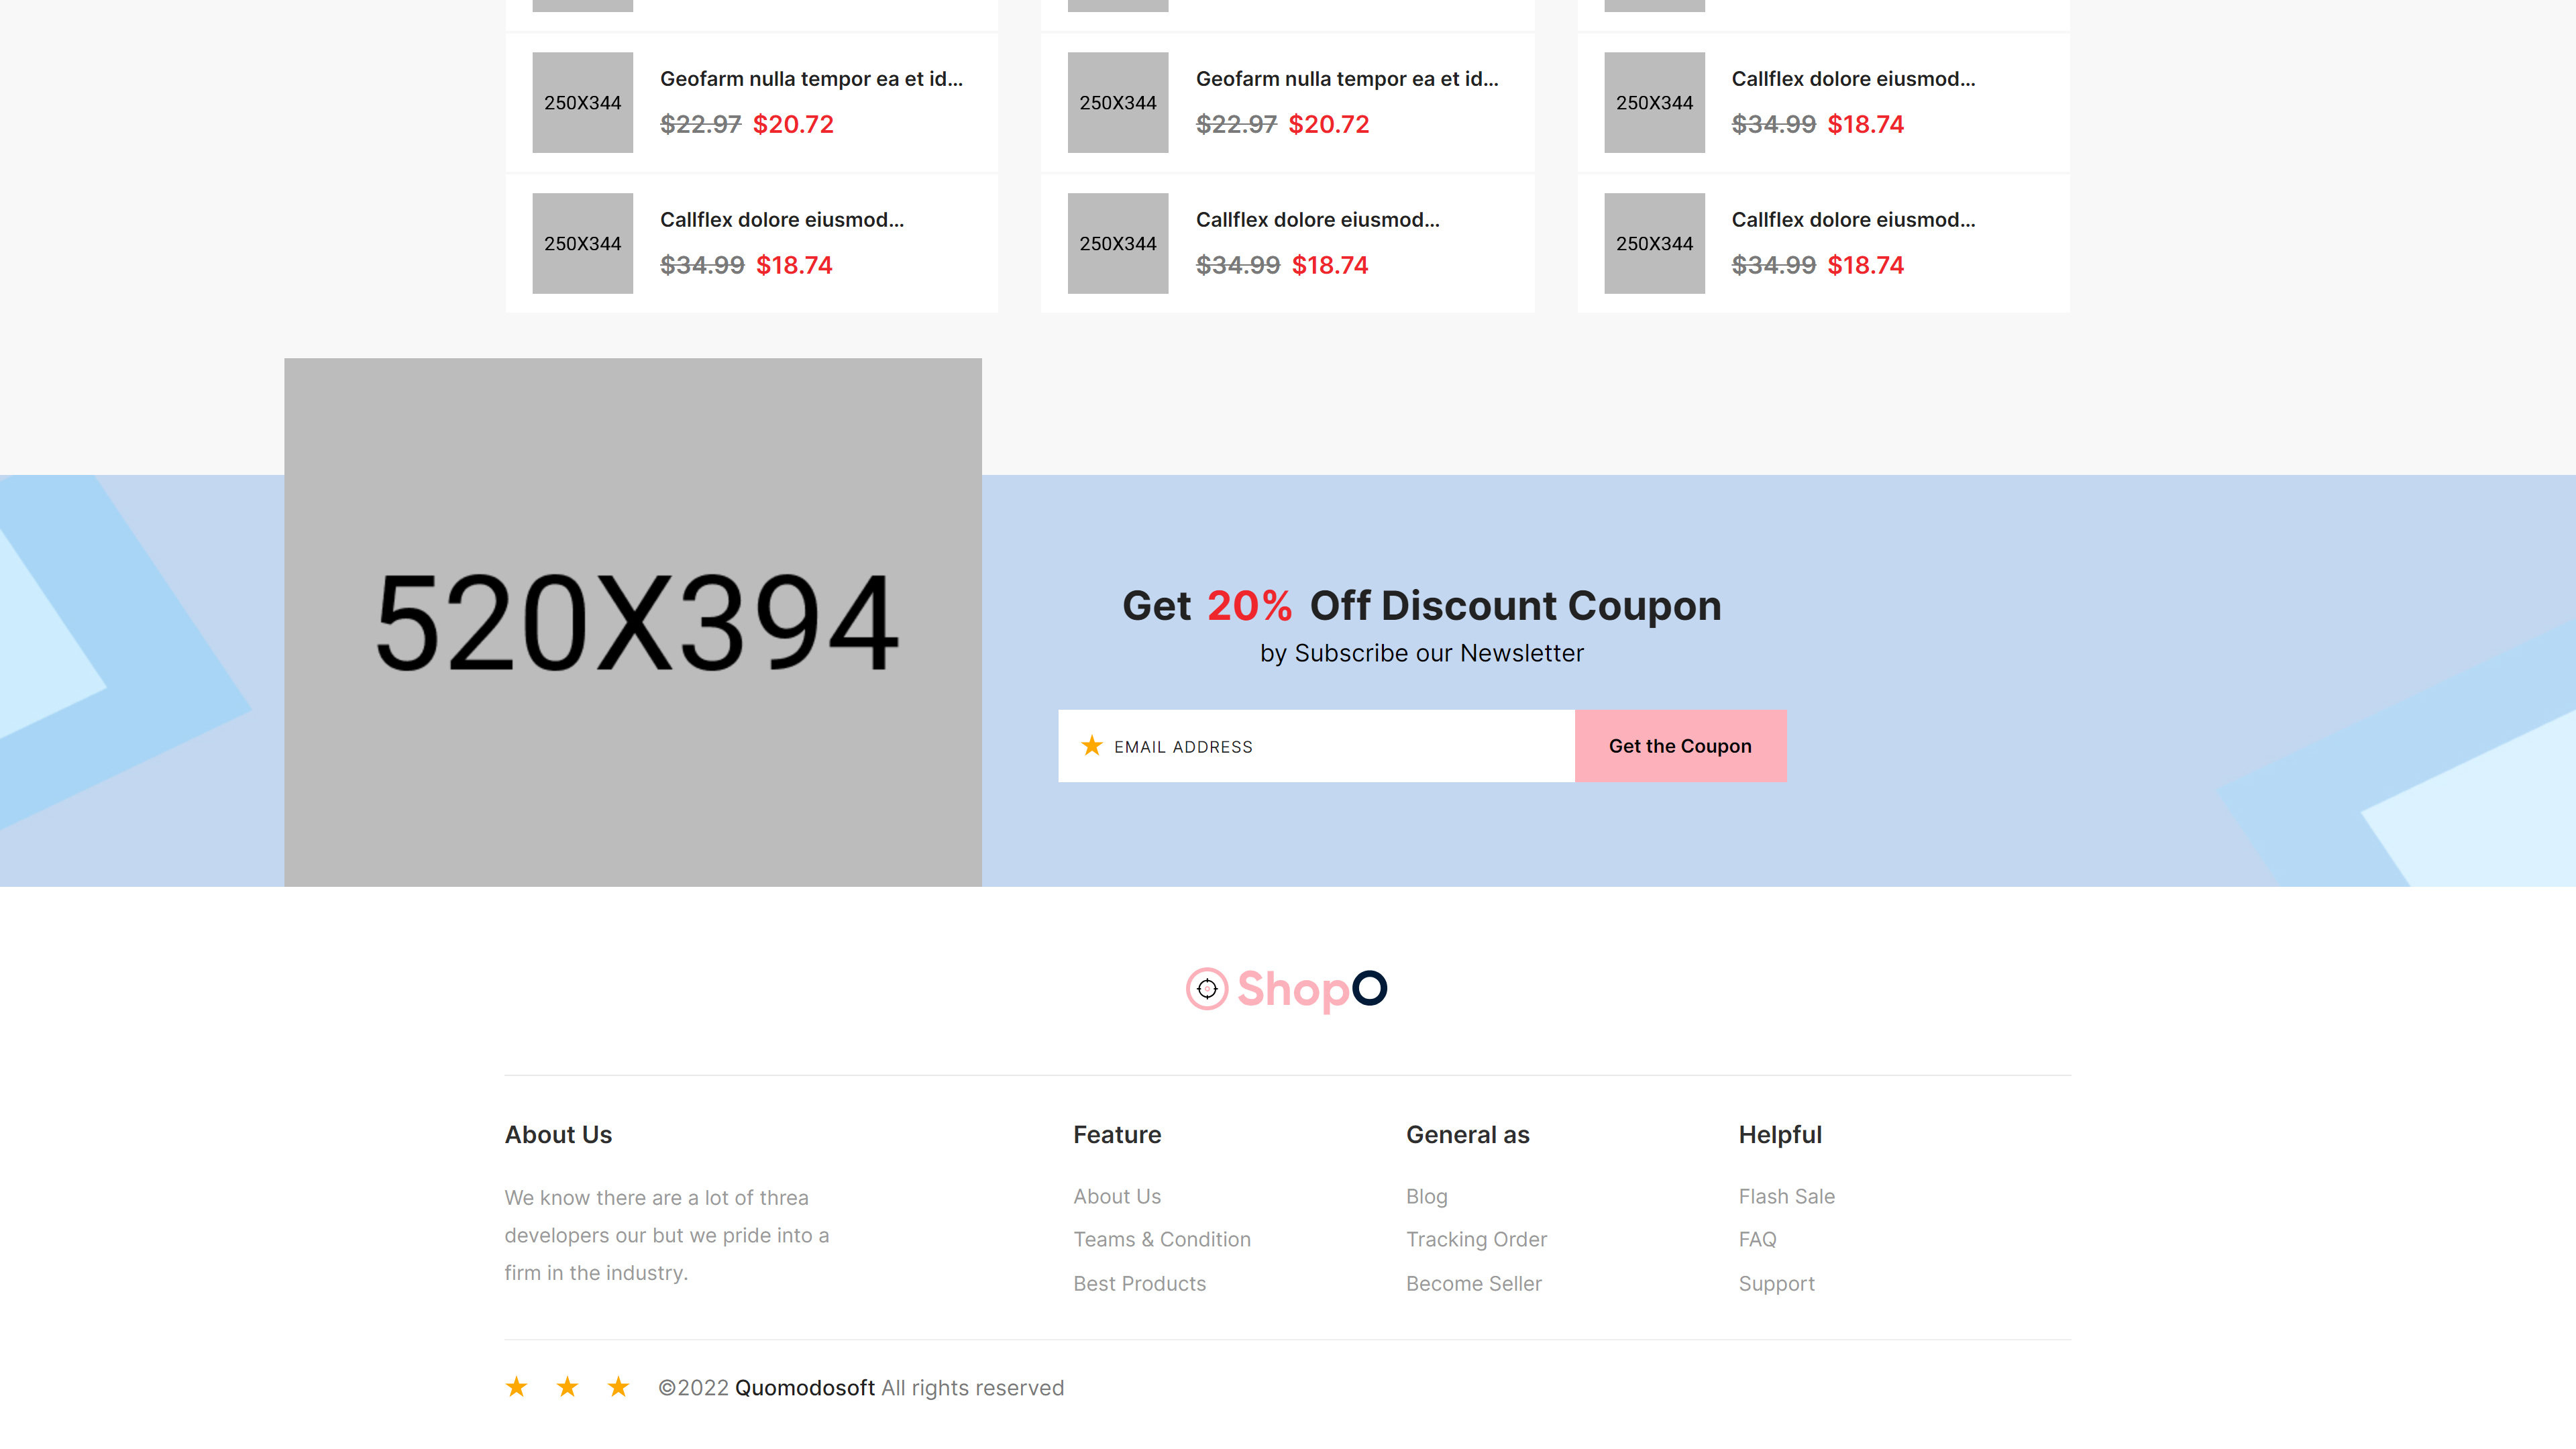 250X344
Geofarm nulla tempor ea et id...
$22.97 $20.72
250X344
Geofarm nulla tempor ea et id...
$22.97 $20.72
250X344
Callflex dolore eiusmod...
$34.99 $18.74
250X344
Callflex dolore eiusmod...
$34.99 $18.74
250X344
Callflex dolore eiusmod...
$34.99 $18.74
250X344
Callflex dolore eiusmod...
$34.99 $18.74
520X394
Get 20% Off Discount Coupon
by Subscribe our Newsletter
EMAIL ADDRESS
Get the Coupon
ShopO
About Us
We know there are a lot of threa
developers our but we pride into a
firm in the industry.
Feature
About Us
Teams & Condition
Best Products
General as
Blog
Tracking Order
Become Seller
Helpful
Flash Sale
FAQ
Support
©2022 Quomodosoft All rights reserved